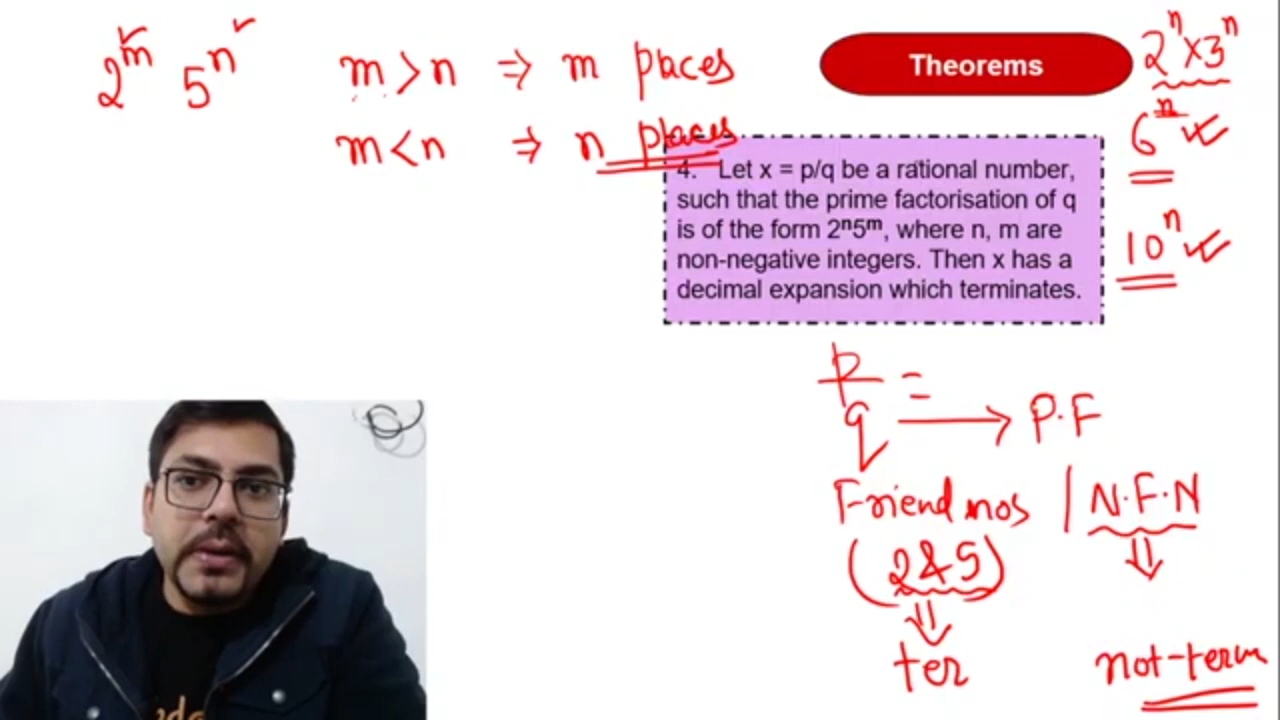 2^m 5^n m>n ⇒ m places
m<n ⇒ n places
Theorems
2^n×3^n
6^n
10^n
4. Let x = p/q be a rational number,
such that the prime factorisation of q
is of the form 2ⁿ5ᵐ, where n, m are
non-negative integers. Then x has a
decimal expansion which terminates.
p/q =
→ P.F
Friend nos | N.F.N
(2&5) ⇓
⇓
ter not-term